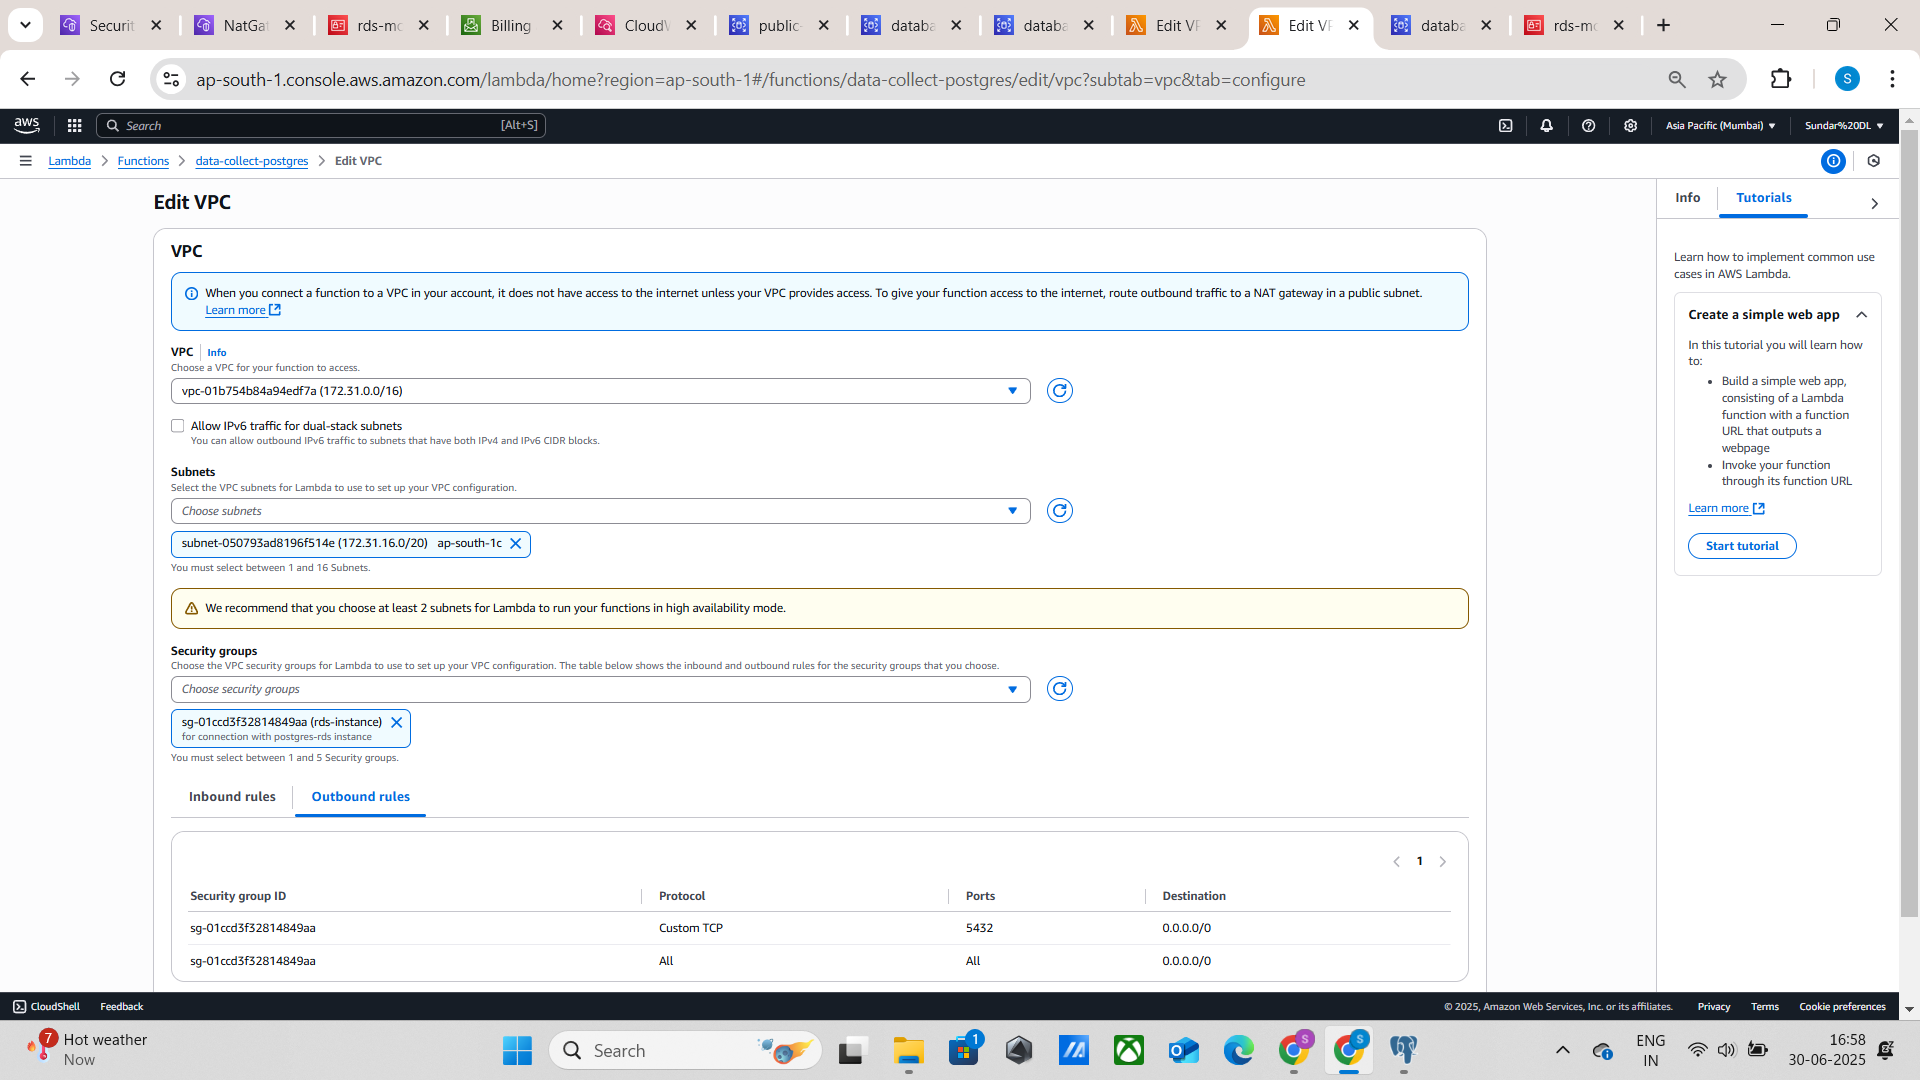 Securit
NatGat
rds-mo
Billing
CloudW
public-
databa
databa
Edit VP
Edit VP
databa
rds-mo
ap-south-1.console.aws.amazon.com/lambda/home?region=ap-south-1#/functions/data-collect-postgres/edit/vpc?subtab=vpc&tab=configure
S
aws
Search
[Alt+S]
Asia Pacific (Mumbai)
Sundar%20DL
Lambda
Functions
data-collect-postgres
Edit VPC
Edit VPC
VPC
When you connect a function to a VPC in your account, it does not have access to the internet unless your VPC provides access. To give your function access to the internet, route outbound traffic to a NAT gateway in a public subnet.
Learn more
VPC
Info
Choose a VPC for your function to access.
vpc-01b754b84a94edf7a (172.31.0.0/16)
Allow IPv6 traffic for dual-stack subnets
You can allow outbound IPv6 traffic to subnets that have both IPv4 and IPv6 CIDR blocks.
Subnets
Select the VPC subnets for Lambda to use to set up your VPC configuration.
Choose subnets
subnet-050793ad8196f514e (172.31.16.0/20) ap-south-1c
You must select between 1 and 16 Subnets.
We recommend that you choose at least 2 subnets for Lambda to run your functions in high availability mode.
Security groups
Choose the VPC security groups for Lambda to use to set up your VPC configuration. The table below shows the inbound and outbound rules for the security groups that you choose.
Choose security groups
sg-01ccd3f32814849aa (rds-instance)
for connection with postgres-rds instance
You must select between 1 and 5 Security groups.
Inbound rules
Outbound rules
1
Security group ID
Protocol
Ports
Destination
sg-01ccd3f32814849aa
Custom TCP
5432
0.0.0.0/0
sg-01ccd3f32814849aa
All
All
0.0.0.0/0
Info
Tutorials
Learn how to implement common use
cases in AWS Lambda.
Create a simple web app
In this tutorial you will learn how
to:
Build a simple web app,
consisting of a Lambda
function with a function
URL that outputs a
webpage
Invoke your function
through its function URL
Learn more
Start tutorial
CloudShell
Feedback
© 2025, Amazon Web Services, Inc. or its affiliates.
Privacy
Terms
Cookie preferences
7
Hot weather
Now
Search
1
S
S
ENG
IN
16:58
30-06-2025